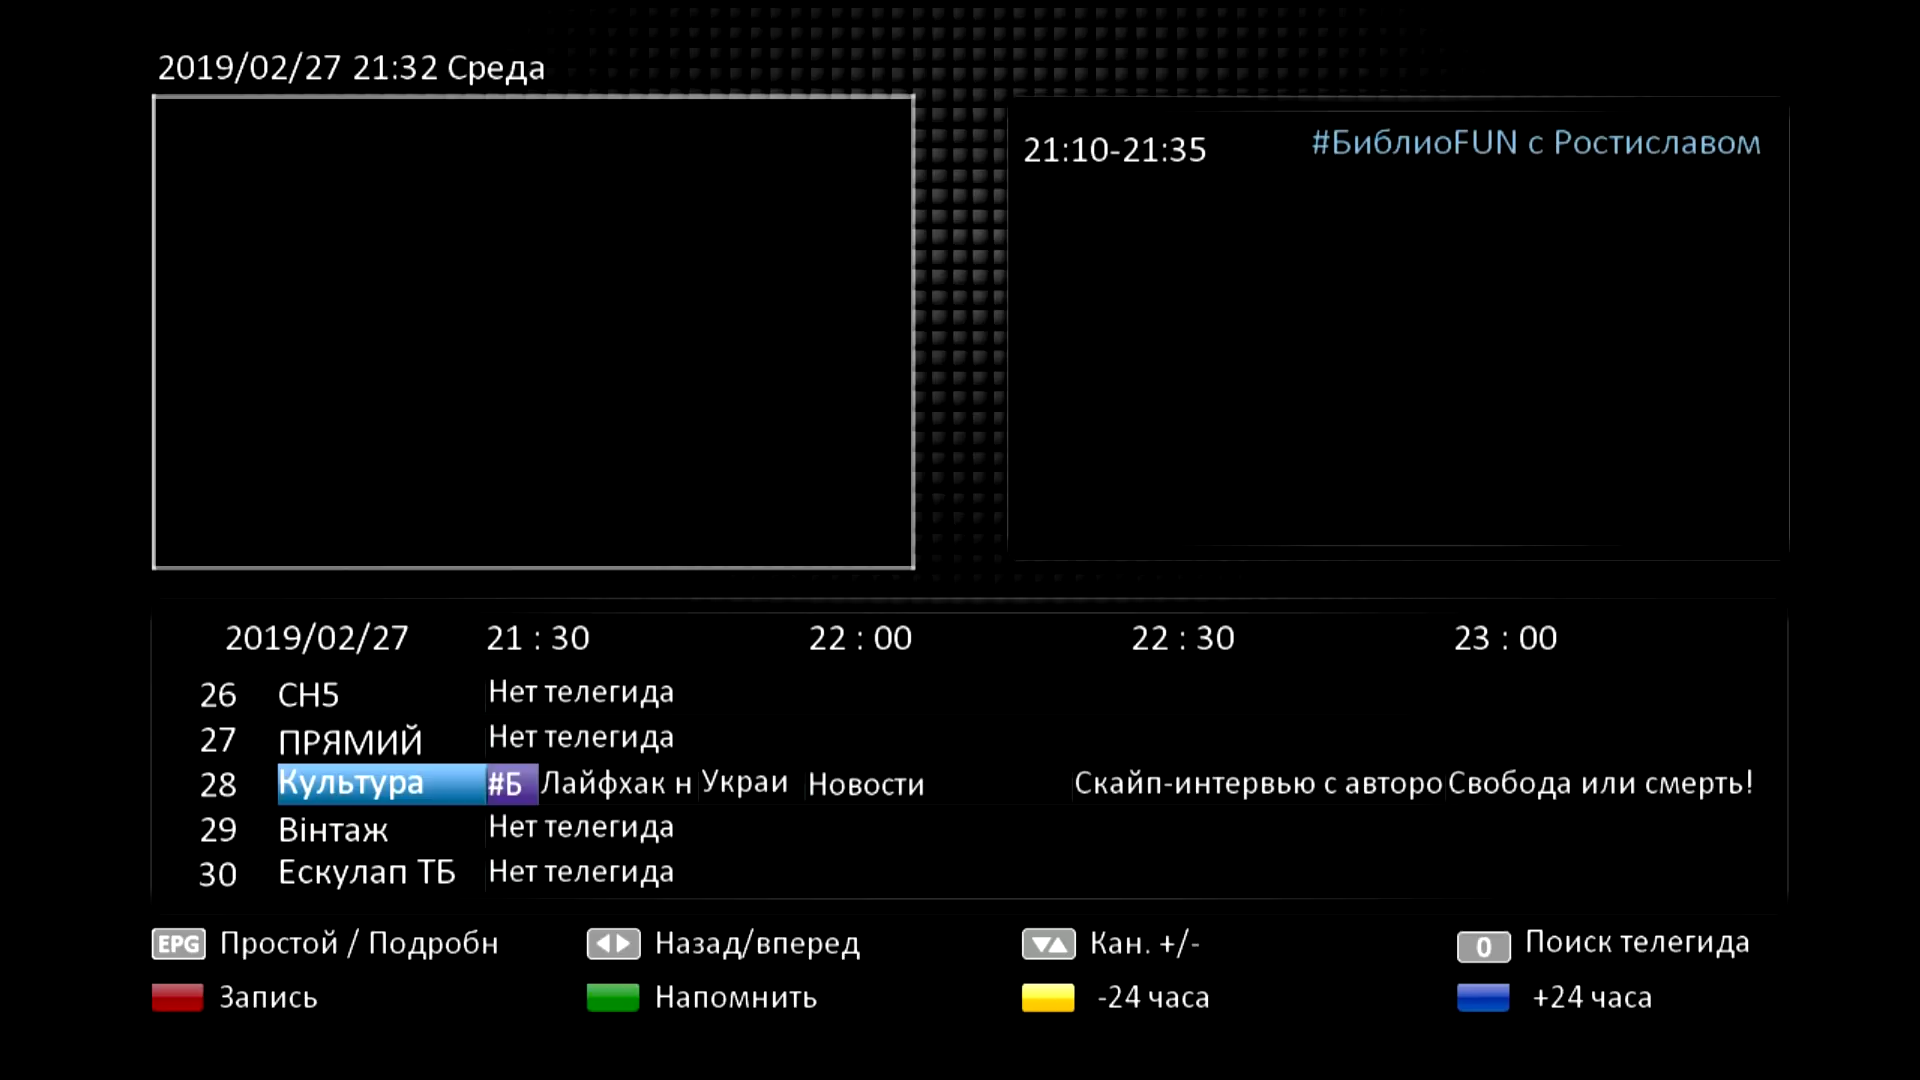 2019/02/27 21:32 Среда
21:10-21:35 #БиблиоFUN с Ростиславом
2019/02/27 21 : 30 22 : 00 22 : 30 23 : 00
26 CH5 Нет телегида
27 ПРЯМИЙ Нет телегида
28 Культура #Б Лайфхак н Украи Новости Скайп-интервью с авторо Свобода или смерть!
29 Вінтаж Нет телегида
30 Ескулап ТБ Нет телегида
EPG Простой / Подробн Назад/вперед Кан. +/- 0 Поиск телегида
Запись Напомнить -24 часа +24 часа